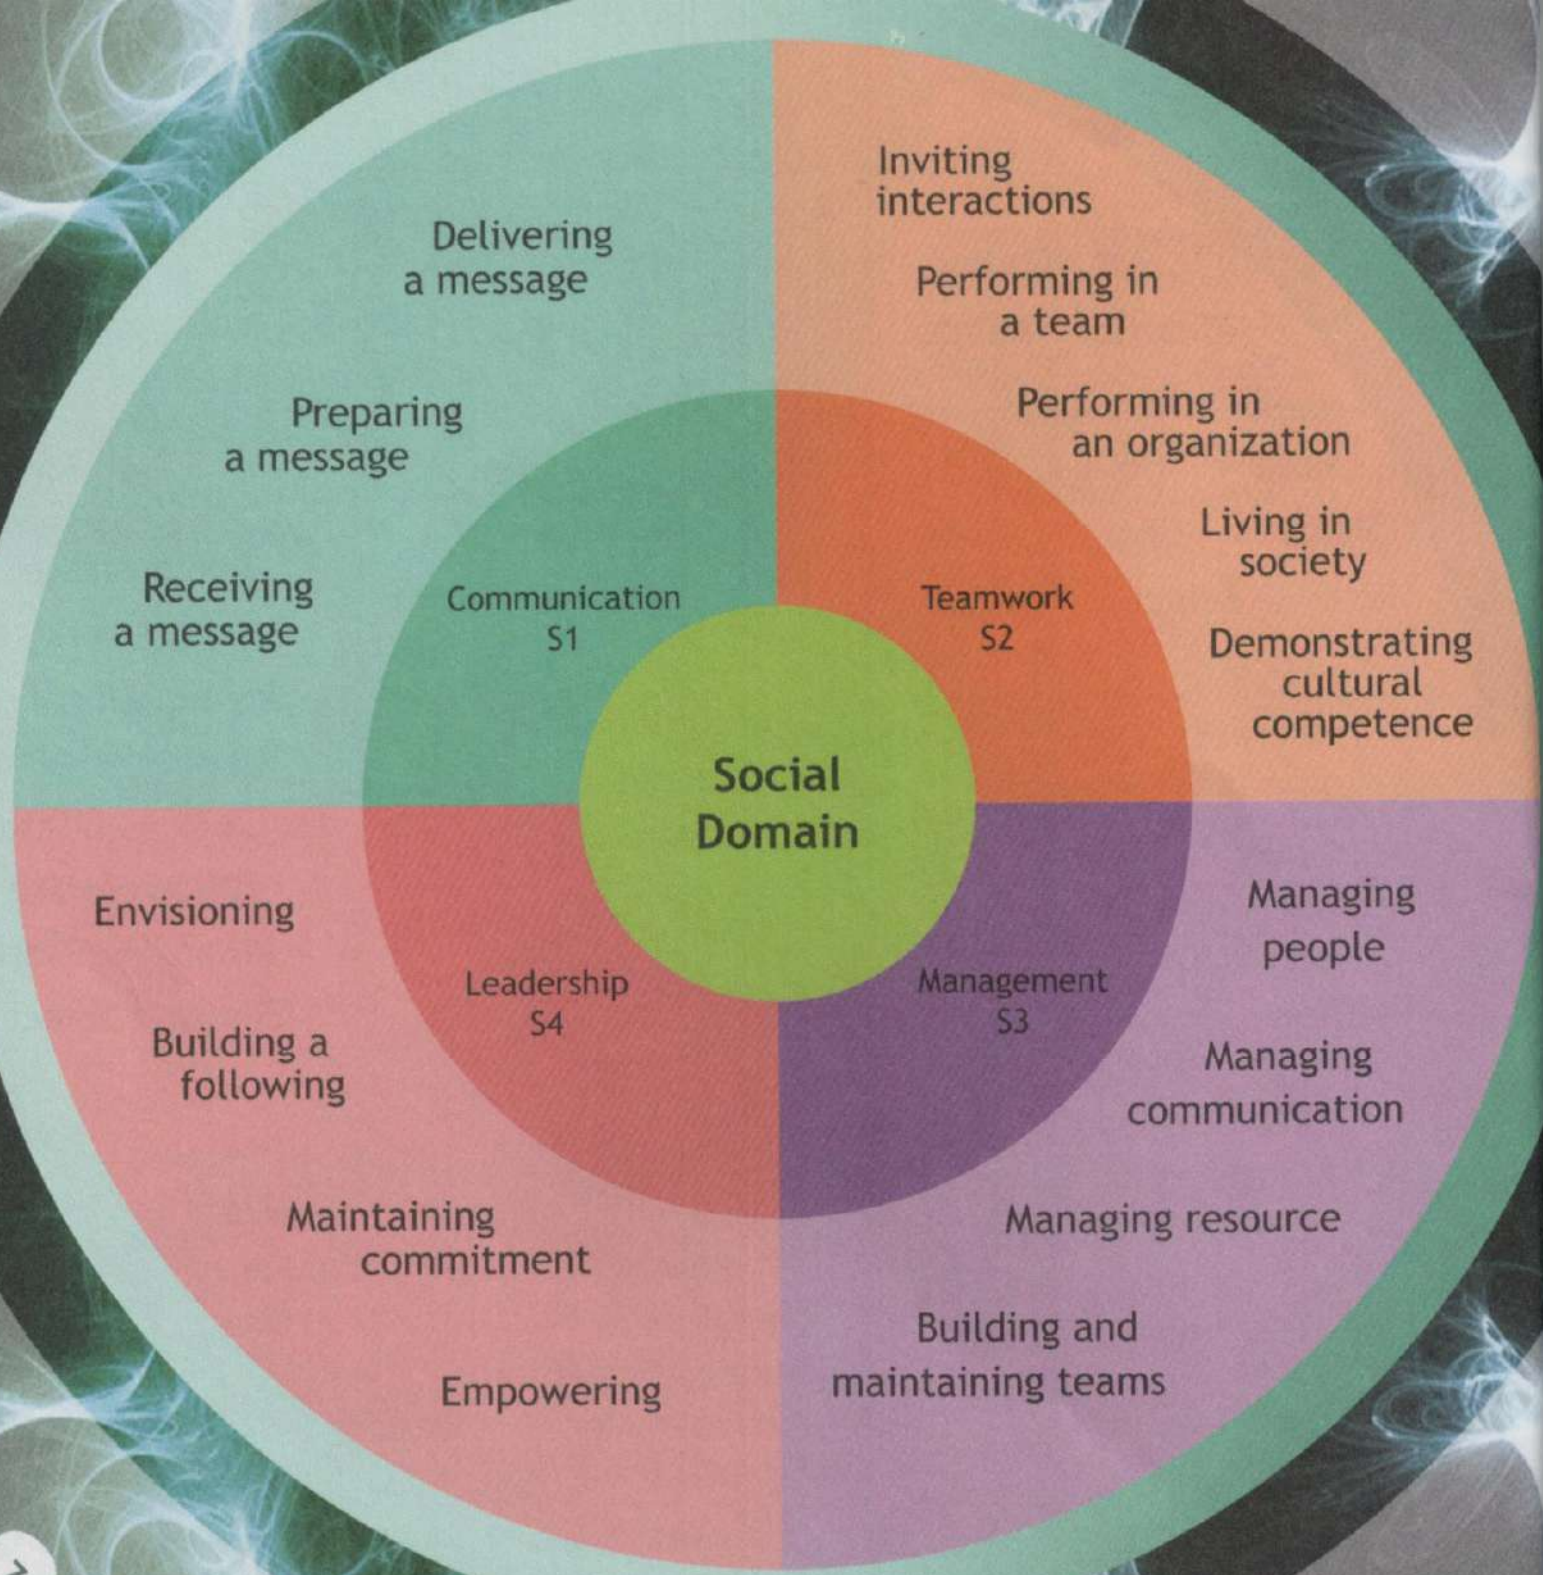 Delivering
a message
Preparing
a message
Receiving
a message
Communication
S1
Inviting
interactions
Performing in
a team
Performing in
an organization
Living in
society
Demonstrating
cultural
competence
Teamwork
S2
Social
Domain
Envisioning
Building a
following
Maintaining
commitment
Empowering
Leadership
S4
Management
S3
Managing
people
Managing
communication
Managing resource
Building and
maintaining teams